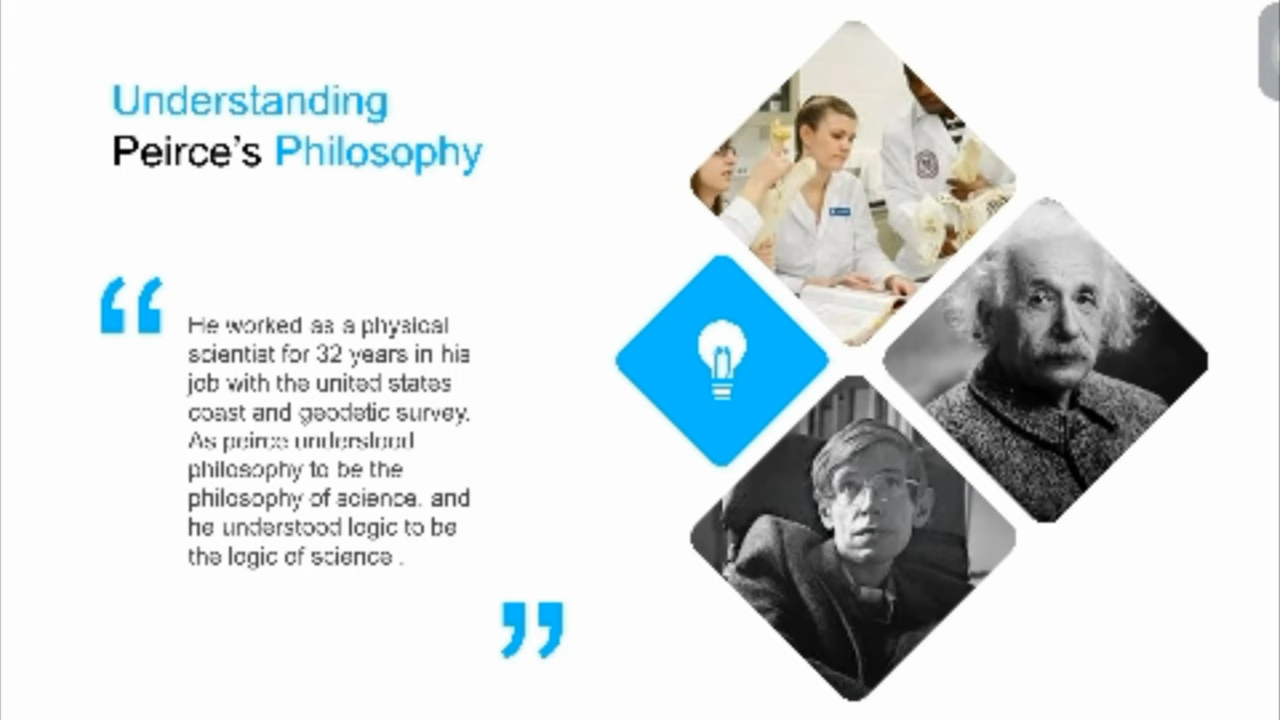 Understanding
Peirce's Philosophy
“
He worked as a physical
scientist for 32 years in his
job with the united states
coast and geodetic survey.
As peirce understood
philosophy to be the
philosophy of science. and
he understood logic to be
the logic of science .
”